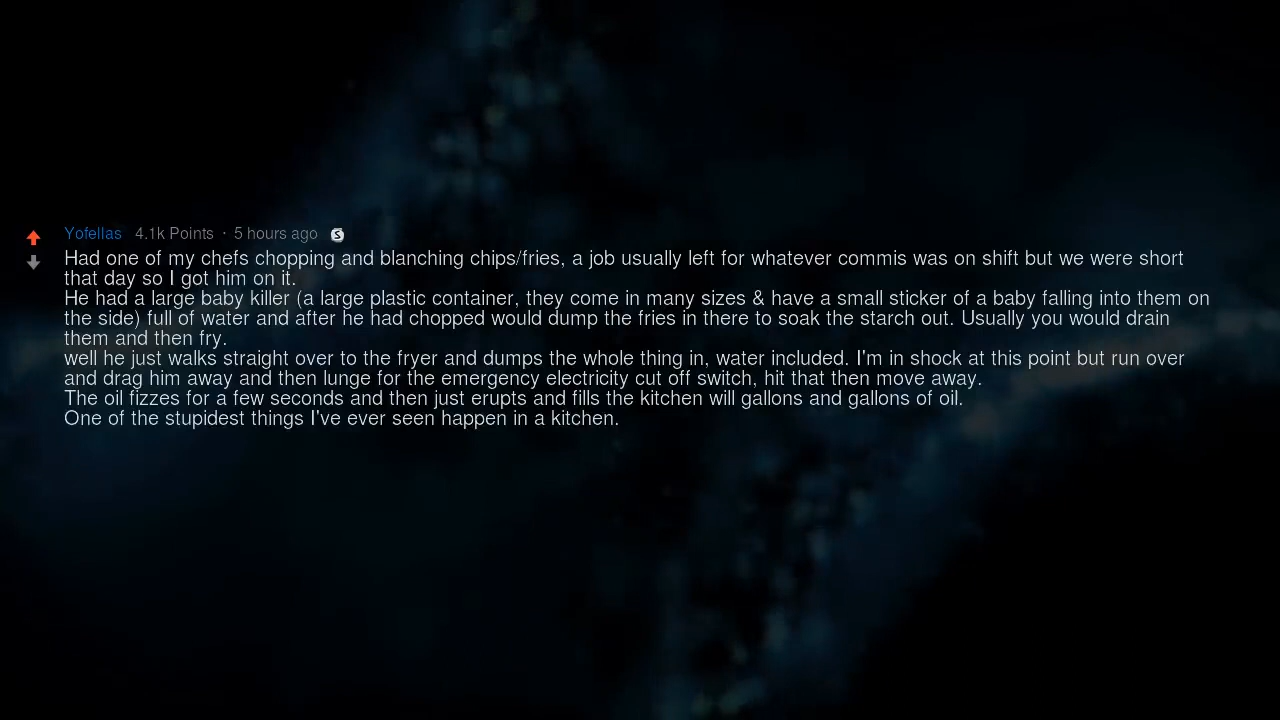 Yofellas 4.1k Points · 5 hours ago
Had one of my chefs chopping and blanching chips/fries, a job usually left for whatever commis was on shift but we were short
that day so I got him on it.
He had a large baby killer (a large plastic container, they come in many sizes & have a small sticker of a baby falling into them on
the side) full of water and after he had chopped would dump the fries in there to soak the starch out. Usually you would drain
them and then fry.
well he just walks straight over to the fryer and dumps the whole thing in, water included. I'm in shock at this point but run over
and drag him away and then lunge for the emergency electricity cut off switch, hit that then move away.
The oil fizzes for a few seconds and then just erupts and fills the kitchen will gallons and gallons of oil.
One of the stupidest things I've ever seen happen in a kitchen.